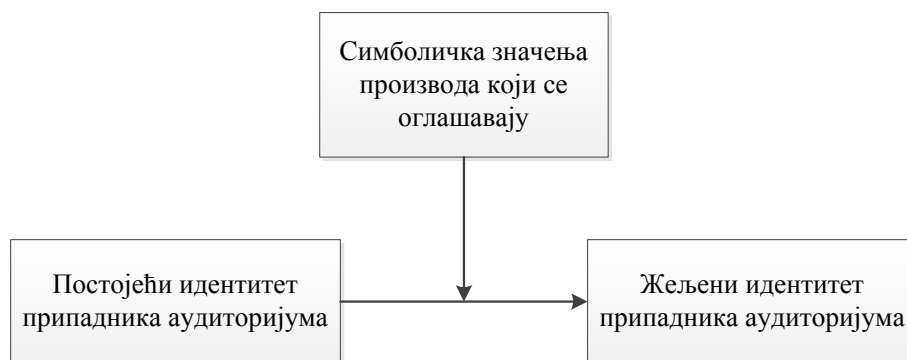 Симболичка значења
производа који се
оглашавају
Постојећи идентитет
припадника аудиторијума
Жељени идентитет
припадника аудиторијума